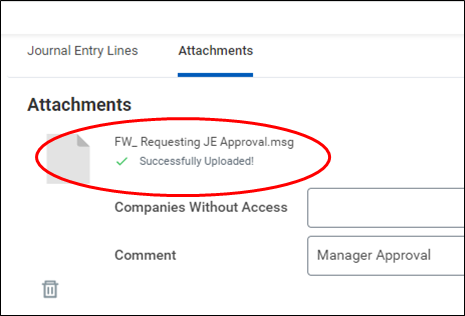 Journal Entry Lines
Attachments
Attachments
FW_ Requesting JE Approval.msg
Successfully Uploaded!
Companies Without Access
Comment
Manager Approval